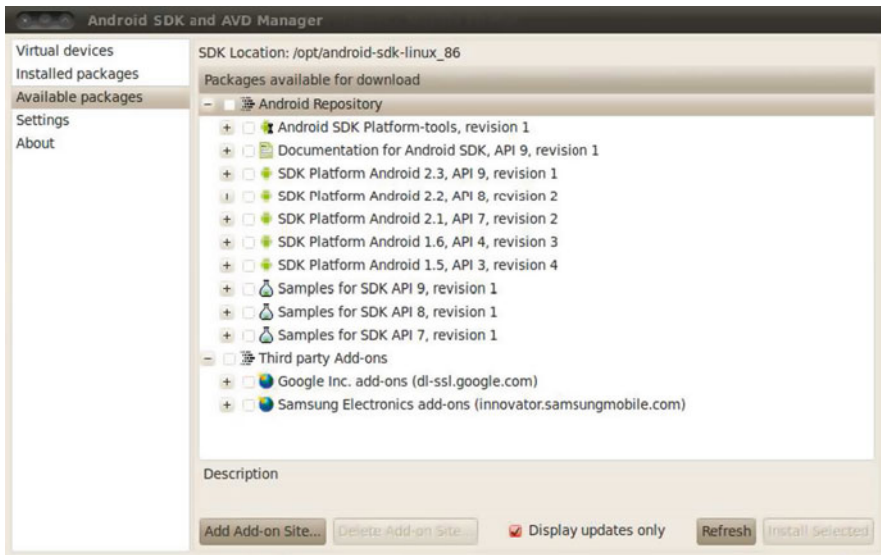 Android SDK and AVD Manager
Virtual devices
Installed packages
Available packages
Settings
About
SDK Location: /opt/android-sdk-linux_86
Packages available for download
Android Repository
Android SDK Platform-tools, revision 1
Documentation for Android SDK, API 9, revision 1
SDK Platform Android 2.3, API 9, revision 1
SDK Platform Android 2.2, API 8, revision 2
SDK Platform Android 2.1, API 7, revision 2
SDK Platform Android 1.6, API 4, revision 3
SDK Platform Android 1.5, API 3, revision 4
Samples for SDK API 9, revision 1
Samples for SDK API 8, revision 1
Samples for SDK API 7, revision 1
Third party Add-ons
Google Inc. add-ons (dl-ssl.google.com)
Samsung Electronics add-ons (innovator.samsungmobile.com)
Description
Add Add-on Site... Delete Add-on Site... Display updates only Refresh Install Selected